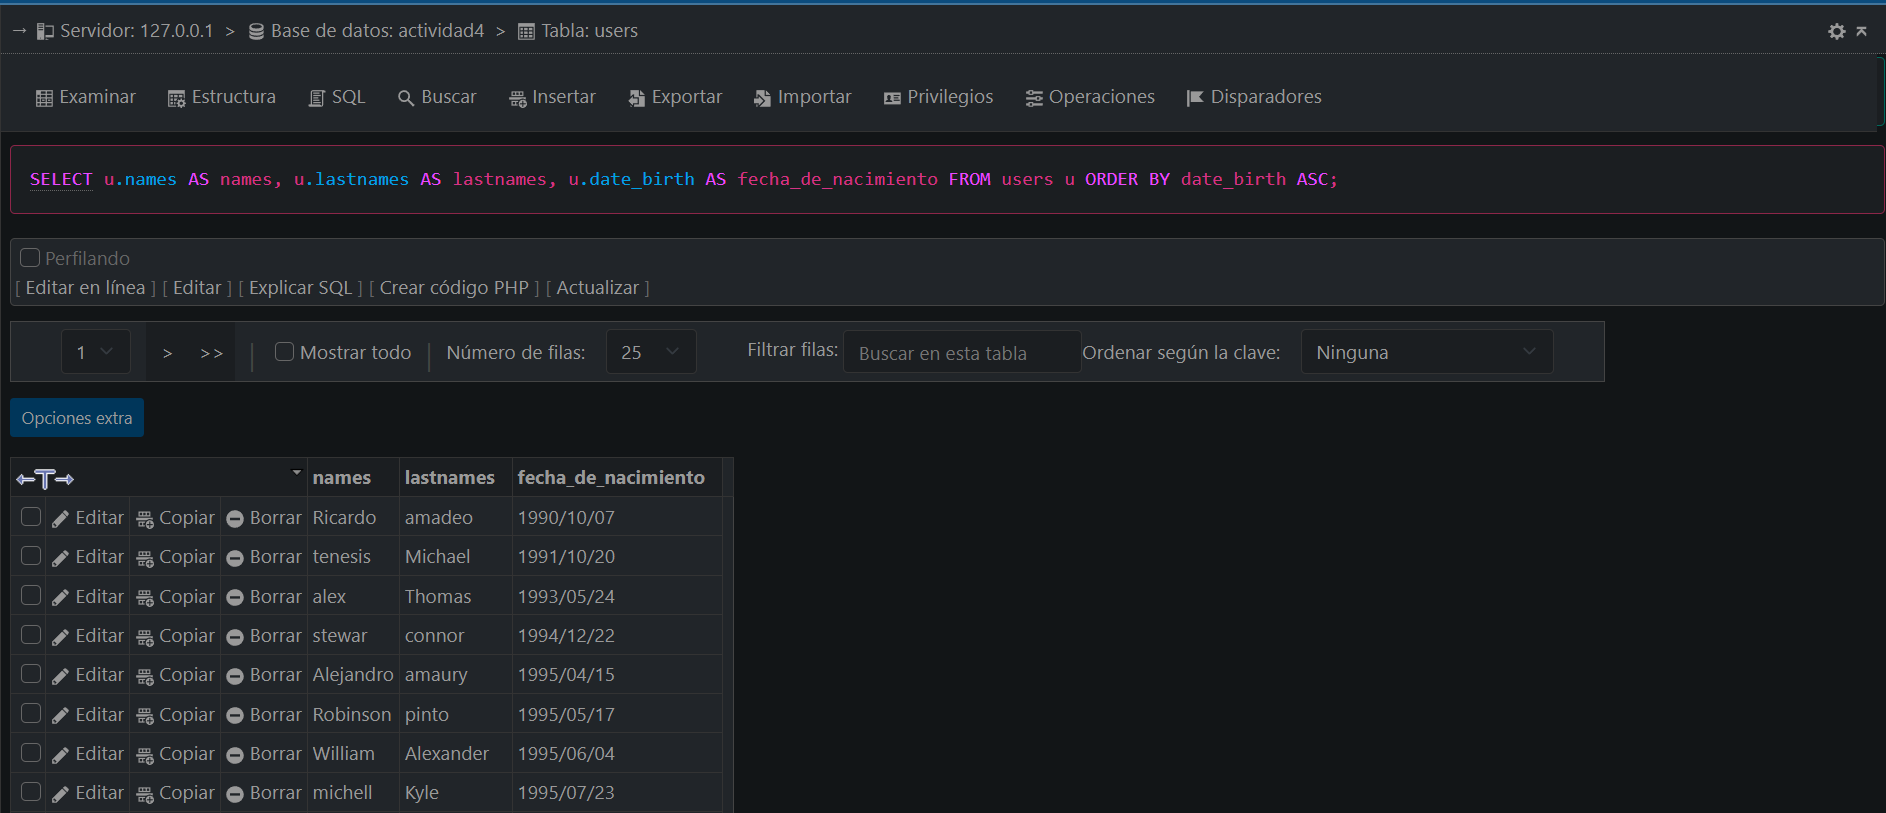 Servidor: 127.0.0.1 > Base de datos: actividad4 > Tabla: users
Examinar Estructura SQL Buscar Insertar Exportar Importar Privilegios Operaciones Disparadores
SELECT u.names AS names, u.lastnames AS lastnames, u.date_birth AS fecha_de_nacimiento FROM users u ORDER BY date_birth ASC;
Perfilando
[ Editar en línea ] [ Editar ] [ Explicar SQL ] [ Crear código PHP ] [ Actualizar ]
1 > >> | Mostrar todo | Número de filas: 25 Filtrar filas: Buscar en esta tabla Ordenar según la clave: Ninguna
Opciones extra
names lastnames fecha_de_nacimiento
Editar Copiar Borrar Ricardo amadeo 1990/10/07
Editar Copiar Borrar tenesis Michael 1991/10/20
Editar Copiar Borrar alex Thomas 1993/05/24
Editar Copiar Borrar stewar connor 1994/12/22
Editar Copiar Borrar Alejandro amaury 1995/04/15
Editar Copiar Borrar Robinson pinto 1995/05/17
Editar Copiar Borrar William Alexander 1995/06/04
Editar Copiar Borrar michell Kyle 1995/07/23